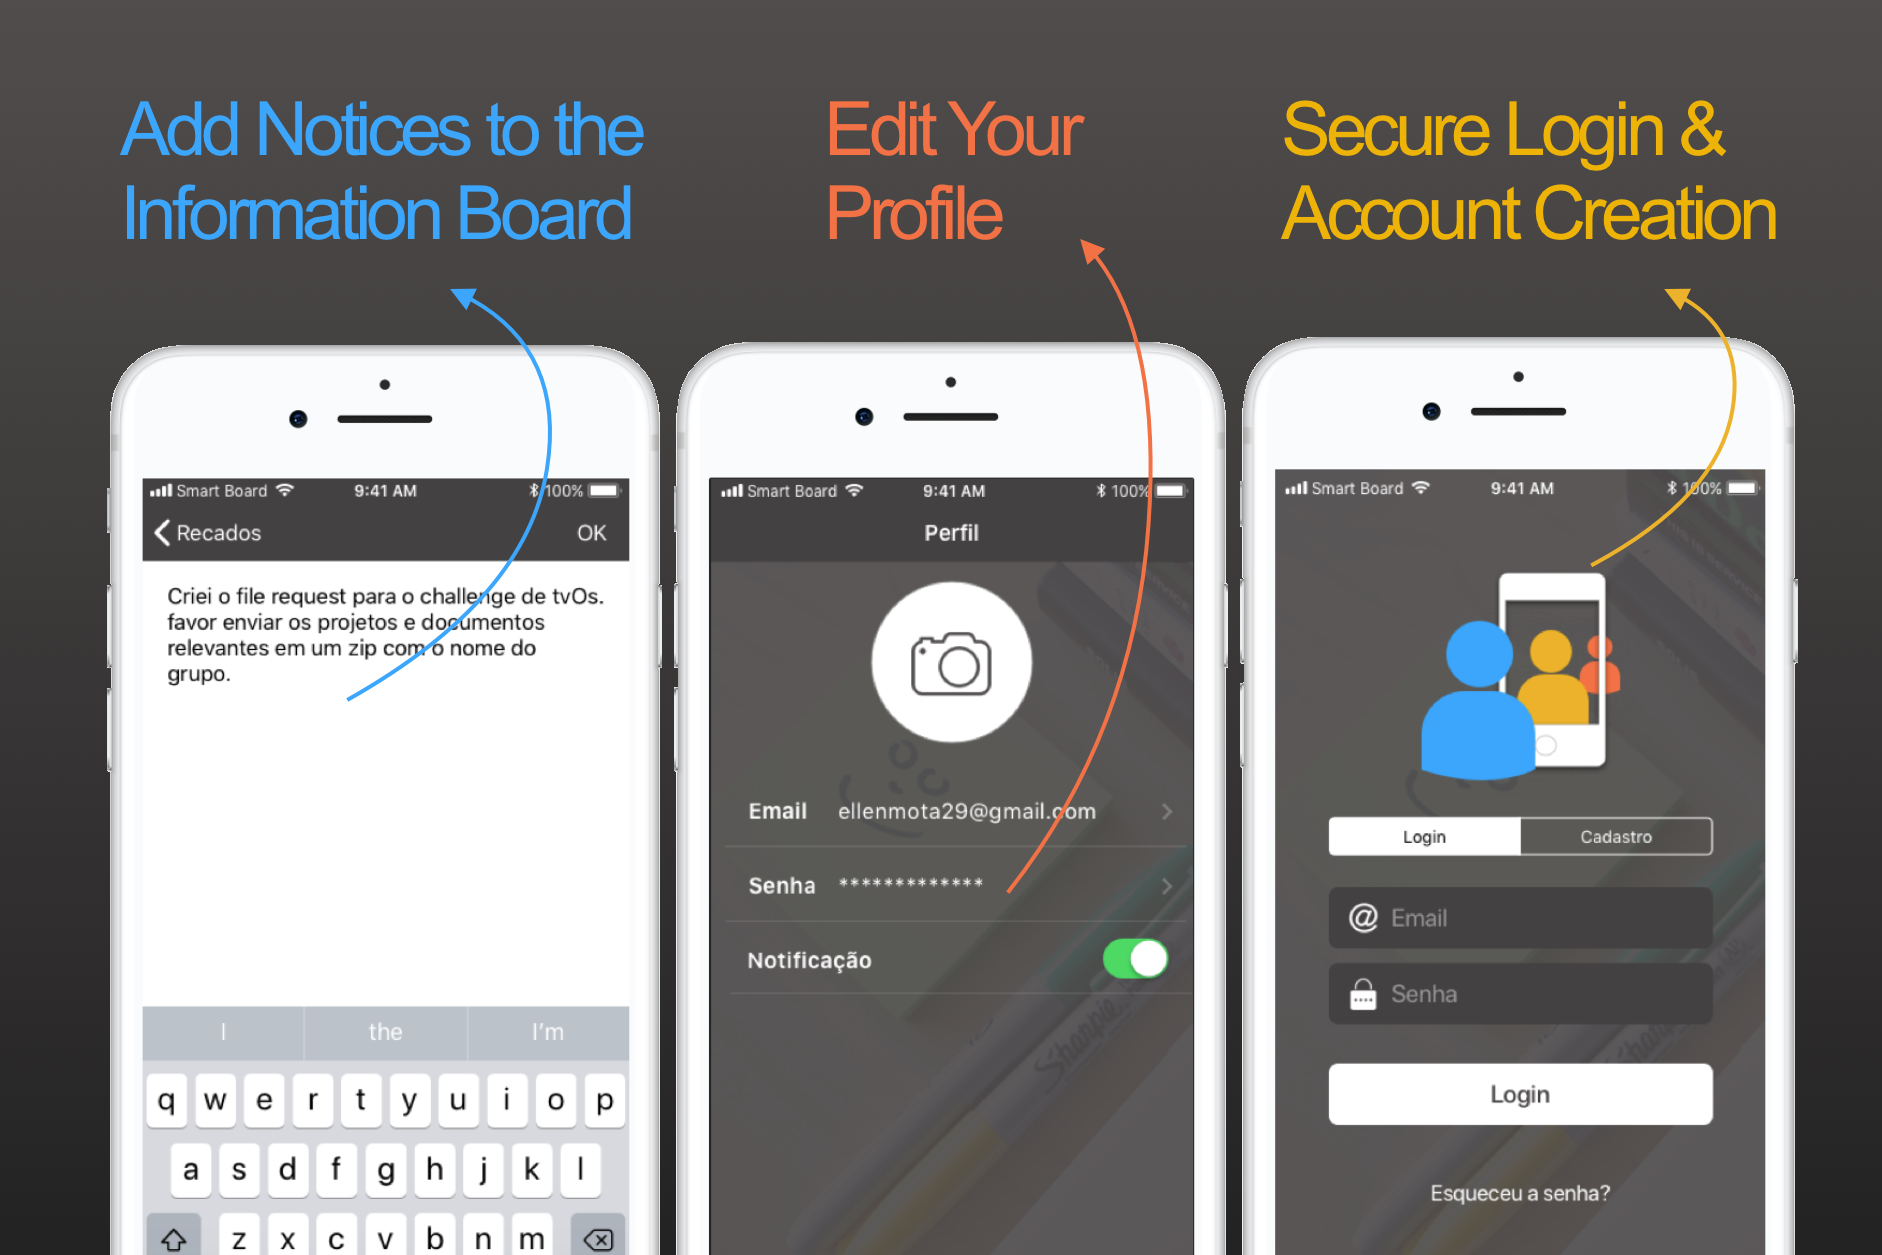 Add Notices to the
Information Board
Edit Your
Profile
Secure Login &
Account Creation
Smart Board 9:41 AM 100%
Recados OK
Criei o file request para o challenge de tvOs.
favor enviar os projetos e documentos
relevantes em um zip com o nome do
grupo.
I the I'm
q w e r t y u i o p
a s d f g h j k l
z x c v b n m
Smart Board 9:41 AM 100%
Perfil
Email ellenmota29@gmail.com
Senha *************
Notificação
Sharpie
Smart Board 9:41 AM 100%
Login Cadastro
@ Email
Senha
Login
Esqueceu a senha?